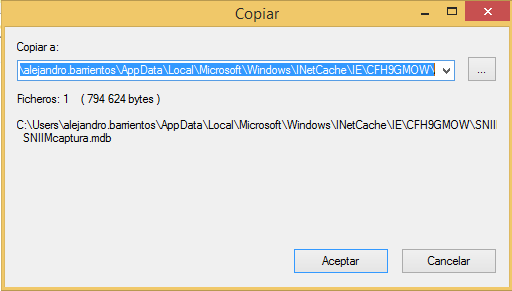 Copiar
Copiar a:
\alejandro.barrientos\AppData\Local\Microsoft\Windows\INetCache\IE\CFH9GMOW\
...
Ficheros: 1 ( 794 624 bytes )
C:\Users\alejandro.barrientos\AppData\Local\Microsoft\Windows\INetCache\IE\CFH9GMOW\SNII
SNIIMcaptura.mdb
Aceptar
Cancelar